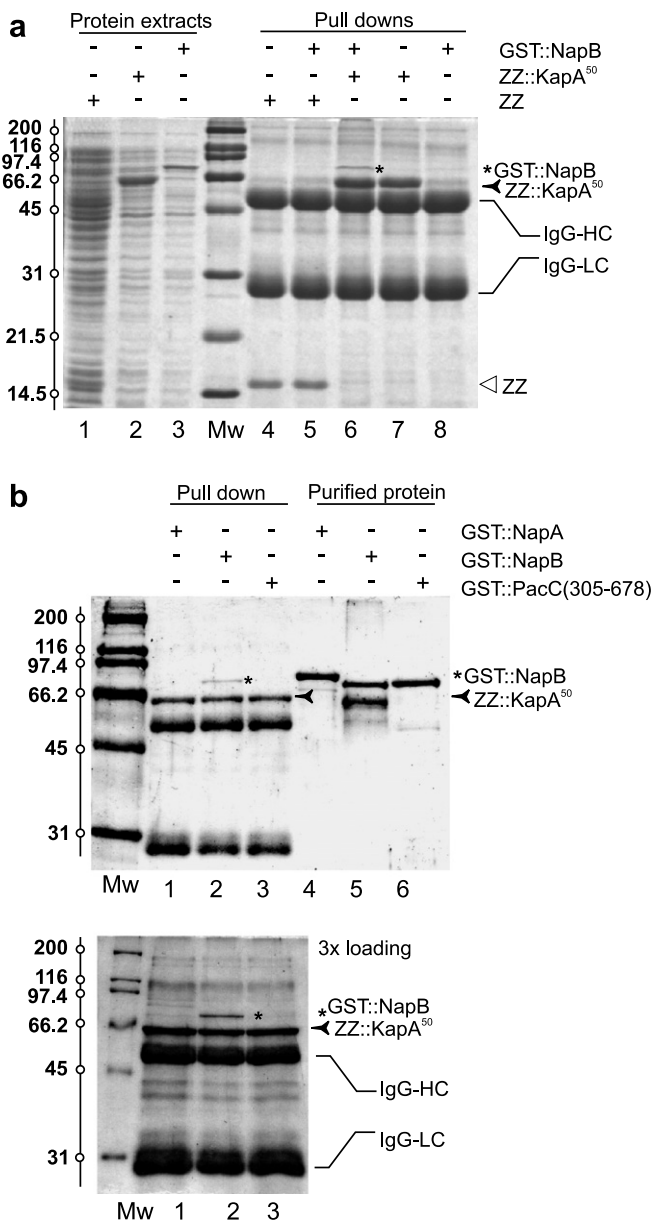 a
Protein extracts Pull downs
- - + - + + - + GST::NapB
- + - - - + + - ZZ::KapA50
+ - - + + - - - ZZ
200
116
97.4
66.2
45
31
21.5
14.5
*GST::NapB
ZZ::KapA50
IgG-HC
IgG-LC
ZZ
*
1 2 3 Mw 4 5 6 7 8
b
Pull down Purified protein
+ - - + - - GST::NapA
- + - - + - GST::NapB
- - + - - + GST::PacC(305-678)
200
116
97.4
66.2
45
31
*
*GST::NapB
ZZ::KapA50
Mw 1 2 3 4 5 6
200
116
97.4
66.2
45
31
3x loading
*
*GST::NapB
ZZ::KapA50
IgG-HC
IgG-LC
Mw 1 2 3